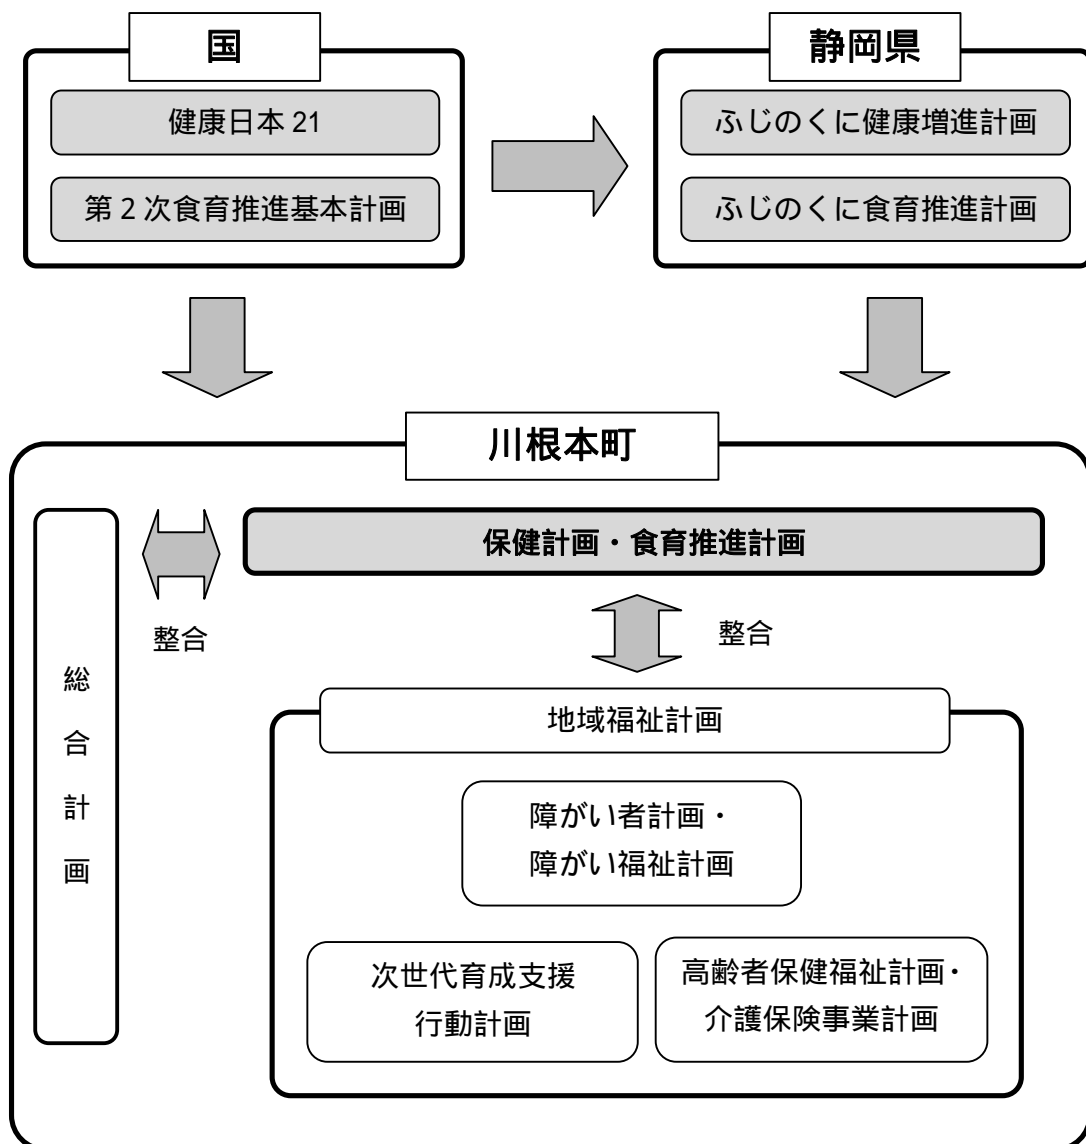 国
健康日本 21
第 2 次食育推進基本計画
静岡県
ふじのくに健康増進計画
ふじのくに食育推進計画
川根本町
総合計画
整合
保健計画・食育推進計画
整合
地域福祉計画
障がい者計画・
障がい福祉計画
次世代育成支援
行動計画
高齢者保健福祉計画・
介護保険事業計画